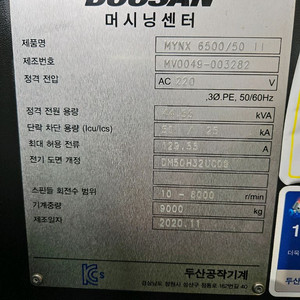 DOOSAN
머시닝센터
제품명 MYNX 6500/50 II
제조번호 MV0049-003282
정격 전압 AC 220 V
,3Ø.PE, 50/60Hz
정격 전원 용량 kVA
단락 차단 용량 (Icu/Ics) 25 kA
최대 허용 전류 A
전기 도면 개정
스핀들 회전수 범위 10 - 6000 r/min
기계중량 9000 kg
제조일자 2020.11
두산공작기계